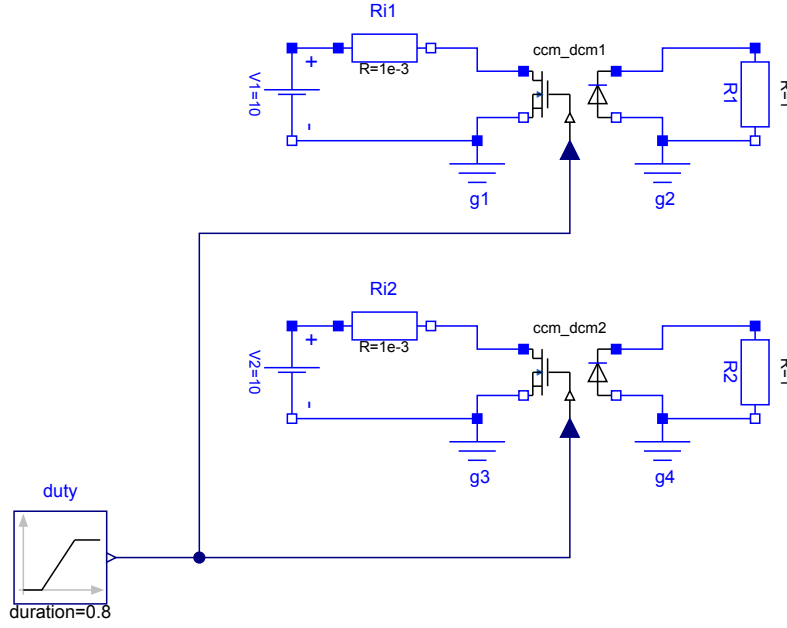 Ri1
R=1e-3
ccm_dcm1
+
V1=10
-
R1
g1
g2
Ri2
R=1e-3
ccm_dcm2
+
V2=10
-
R2
g3
g4
duty
duration=0.8